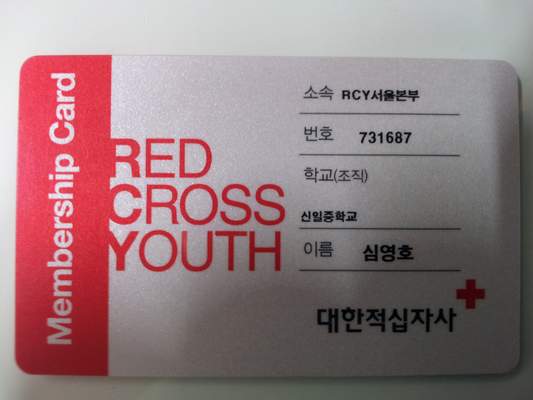 Membership Card
RED
CROSS
YOUTH
소속 RCY서울본부
번호 731687
학교(조직)
신일중학교
이름 심영호
대한적십자사